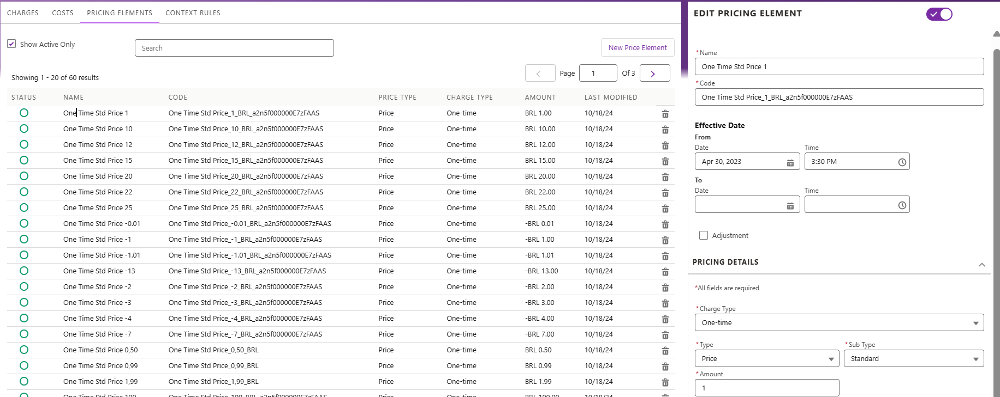 CHARGES COSTS PRICING ELEMENTS CONTEXT RULES
Show Active Only
Search
New Price Element
Showing 1 - 20 of 60 results
Page 1 Of 3
STATUS NAME CODE PRICE TYPE CHARGE TYPE AMOUNT LAST MODIFIED
One Time Std Price 1 One Time Std Price_1_BRL_a2n5f000000E7zFAAS Price One-time BRL 1.00 10/18/24
One Time Std Price 10 One Time Std Price_10_BRL_a2n5f000000E7zFAAS Price One-time BRL 10.00 10/18/24
One Time Std Price 12 One Time Std Price_12_BRL_a2n5f000000E7zFAAS Price One-time BRL 12.00 10/18/24
One Time Std Price 15 One Time Std Price_15_BRL_a2n5f000000E7zFAAS Price One-time BRL 15.00 10/18/24
One Time Std Price 20 One Time Std Price_20_BRL_a2n5f000000E7zFAAS Price One-time BRL 20.00 10/18/24
One Time Std Price 22 One Time Std Price_22_BRL_a2n5f000000E7zFAAS Price One-time BRL 22.00 10/18/24
One Time Std Price 25 One Time Std Price_25_BRL_a2n5f000000E7zFAAS Price One-time BRL 25.00 10/18/24
One Time Std Price -0.01 One Time Std Price_-0.01_BRL_a2n5f000000E7zFAAS Price One-time -BRL 0.01 10/18/24
One Time Std Price -1 One Time Std Price_-1_BRL_a2n5f000000E7zFAAS Price One-time -BRL 1.00 10/18/24
One Time Std Price -1.01 One Time Std Price_-1.01_BRL_a2n5f000000E7zFAAS Price One-time -BRL 1.01 10/18/24
One Time Std Price -13 One Time Std Price_-13_BRL_a2n5f000000E7zFAAS Price One-time -BRL 13.00 10/18/24
One Time Std Price -2 One Time Std Price_-2_BRL_a2n5f000000E7zFAAS Price One-time -BRL 2.00 10/18/24
One Time Std Price -3 One Time Std Price_-3_BRL_a2n5f000000E7zFAAS Price One-time -BRL 3.00 10/18/24
One Time Std Price -4 One Time Std Price_-4_BRL_a2n5f000000E7zFAAS Price One-time -BRL 4.00 10/18/24
One Time Std Price -7 One Time Std Price_-7_BRL_a2n5f000000E7zFAAS Price One-time -BRL 7.00 10/18/24
One Time Std Price 0,50 One Time Std Price_0,50_BRL Price One-time BRL 0.50 10/18/24
One Time Std Price 0,99 One Time Std Price_0,99_BRL Price One-time BRL 0.99 10/18/24
One Time Std Price 1,99 One Time Std Price_1,99_BRL Price One-time BRL 1.99 10/18/24
One Time Std Price 100 One Time Std Price_100_BRL_a2n5f000000E7zFAAS Price One-time BRL 100.00 10/18/24
EDIT PRICING ELEMENT
*Name
One Time Std Price 1
*Code
One Time Std Price_1_BRL_a2n5f000000E7zFAAS
Effective Date
From
Date Time
Apr 30, 2023 3:30 PM
To
Date Time
Adjustment
PRICING DETAILS
*All fields are required
*Charge Type
One-time
*Type *Sub Type
Price Standard
*Amount
1